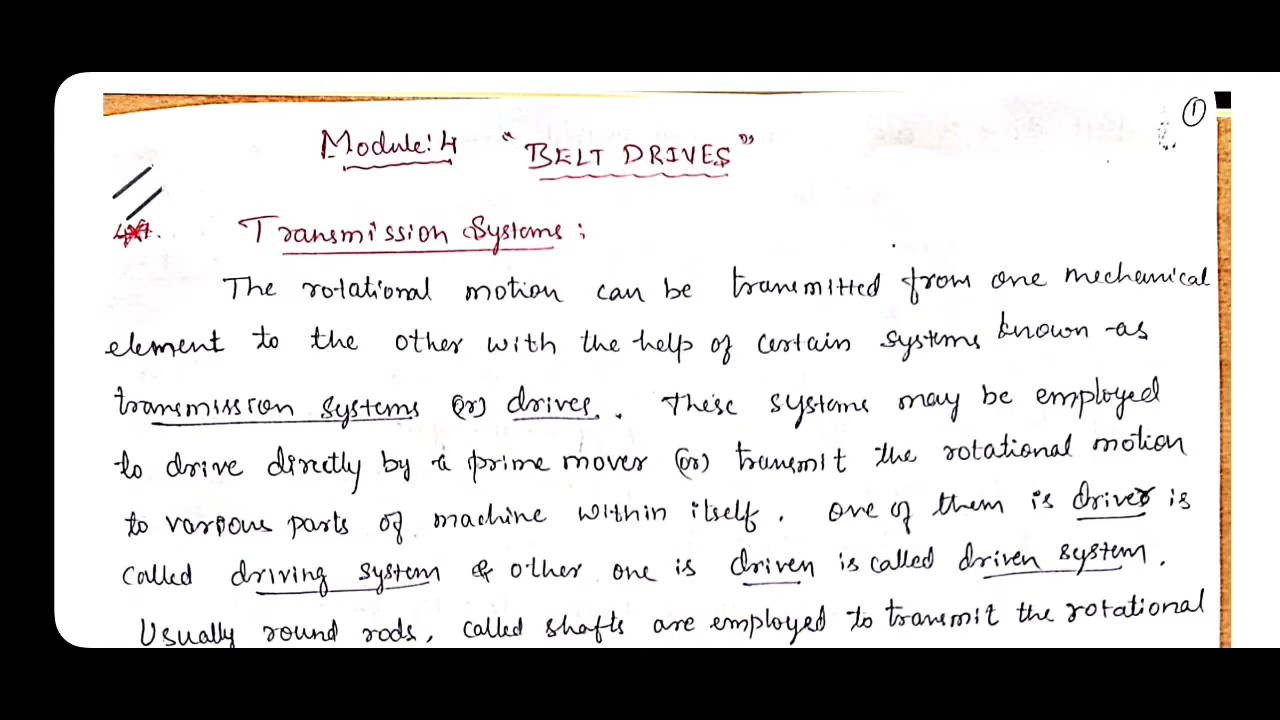 ①
Module: 4 "BELT DRIVES"
Transmission Systems:
The rotational motion can be transmitted from one mechanical
element to the other with the help of certain systems known as
transmission systems (or) drives. These systems may be employed
to drive directly by a prime mover (or) transmit the rotational motion
to various parts of machine within itself. One of them is driver is
called driving system & other one is driven is called driven system.
Usually round rods, called shafts are employed to transmit the rotational